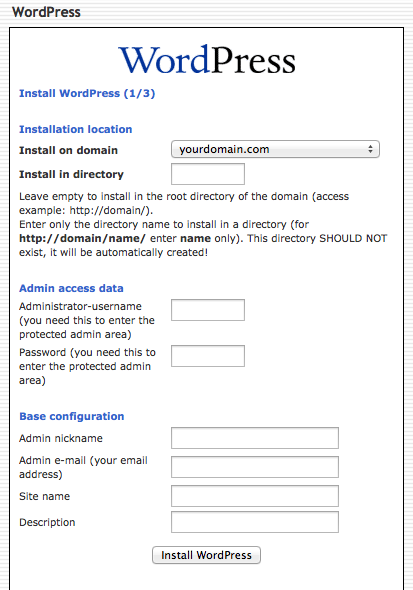 WordPress
WordPress
Install WordPress (1/3)
Installation location
Install on domain
yourdomain.com
Install in directory
Leave empty to install in the root directory of the domain (access
example: http://domain/).
Enter only the directory name to install in a directory (for
http://domain/name/ enter name only). This directory SHOULD NOT
exist, it will be automatically created!
Admin access data
Administrator-username
(you need this to enter the
protected admin area)
Password (you need this to
enter the protected admin
area)
Base configuration
Admin nickname
Admin e-mail (your email
address)
Site name
Description
Install WordPress